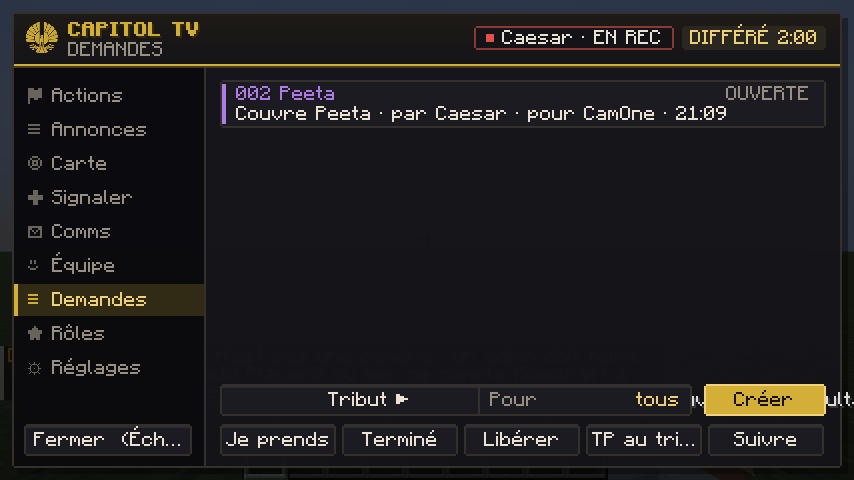 CAPITOL TV
DEMANDES
Caesar · EN REC
DIFFÉRÉ 2:00
Actions
Annonces
Carte
Signaler
Comms
Équipe
Demandes
Rôles
Réglages
Fermer (Éch...
002 Peeta
OUVERTE
Couvre Peeta · par Caesar · pour CamOne · 21:09
Tribut
Pour
tous
Créer
Je prends
Terminé
Libérer
TP au tri...
Suivre